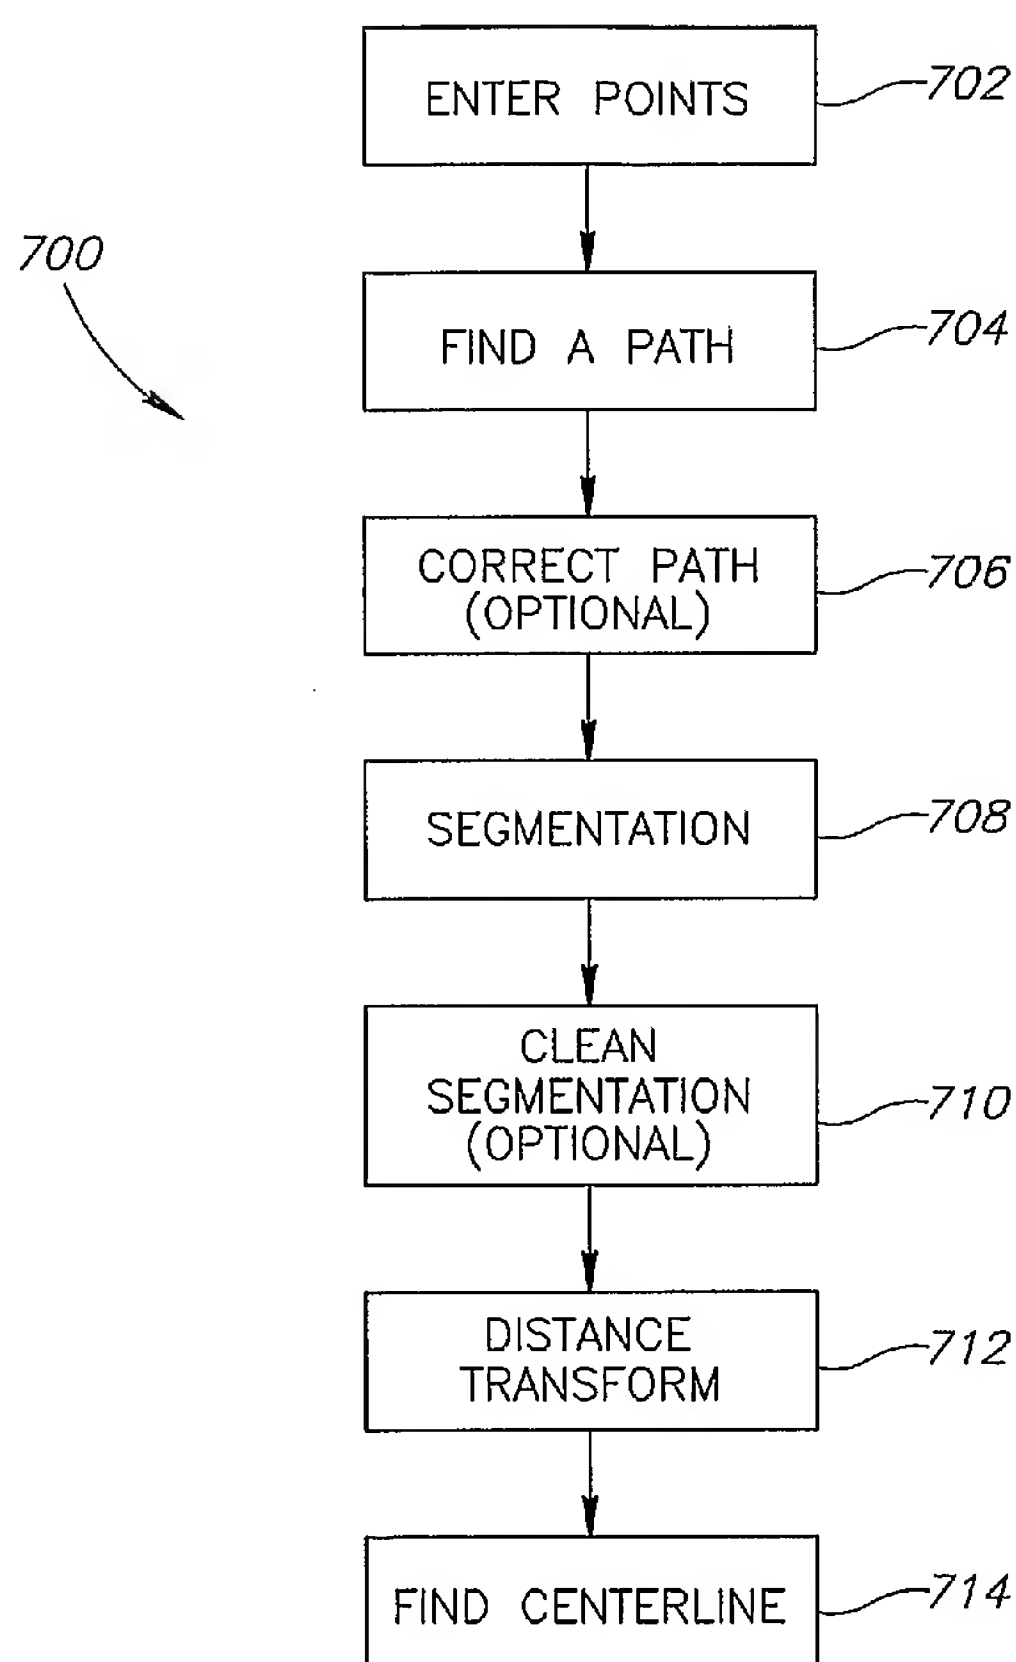 ENTER POINTS
702
700
FIND A PATH
704
CORRECT PATH
(OPTIONAL)
706
SEGMENTATION
708
CLEAN
SEGMENTATION
(OPTIONAL)
710
DISTANCE
TRANSFORM
712
FIND CENTERLINE
714